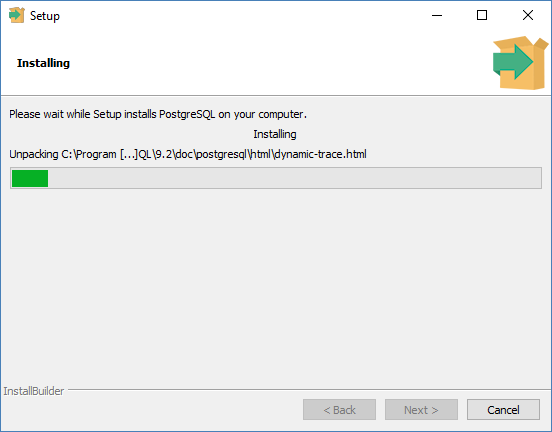 Setup
Installing
Please wait while Setup installs PostgreSQL on your computer.
Installing
Unpacking C:\Program [...]QL\9.2\doc\postgresql\html\dynamic-trace.html
InstallBuilder
< Back
Next >
Cancel